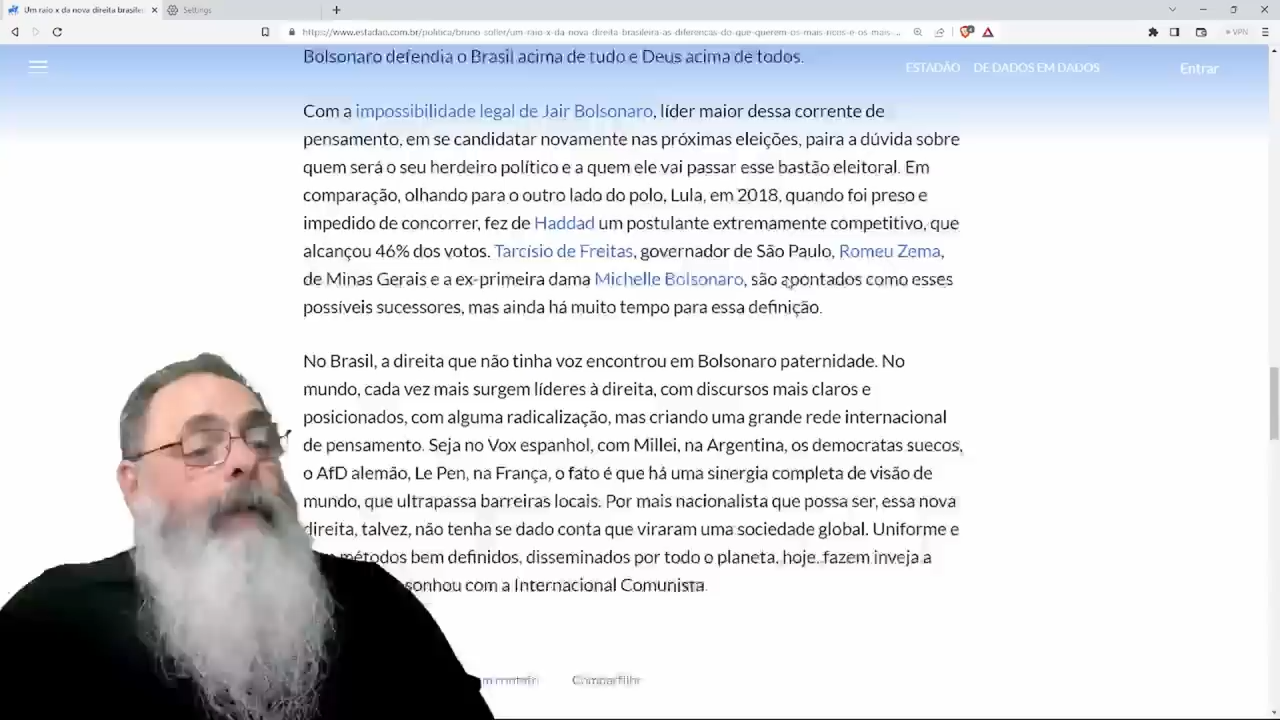 Um raio x da nova direita brasilei
Settings
https://www.estadao.com.br/politica/bruno-soller/um-raio-x-da-nova-direita-brasileira-as-diferencas-do-que-querem-os-mais-ricos-e-os-mais-...
VPN
Bolsonaro defendia o Brasil acima de tudo e Deus acima de todos.
ESTADÃO DE DADOS EM DADOS Entrar
Com a impossibilidade legal de Jair Bolsonaro, líder maior dessa corrente de
pensamento, em se candidatar novamente nas próximas eleições, paira a dúvida sobre
quem será o seu herdeiro político e a quem ele vai passar esse bastão eleitoral. Em
comparação, olhando para o outro lado do polo, Lula, em 2018, quando foi preso e
impedido de concorrer, fez de Haddad um postulante extremamente competitivo, que
alcançou 46% dos votos. Tarcísio de Freitas, governador de São Paulo, Romeu Zema,
de Minas Gerais e a ex-primeira dama Michelle Bolsonaro, são apontados como esses
possíveis sucessores, mas ainda há muito tempo para essa definição.
No Brasil, a direita que não tinha voz encontrou em Bolsonaro paternidade. No
mundo, cada vez mais surgem líderes à direita, com discursos mais claros e
posicionados, com alguma radicalização, mas criando uma grande rede internacional
de pensamento. Seja no Vox espanhol, com Millei, na Argentina, os democratas suecos,
o AfD alemão, Le Pen, na França, o fato é que há uma sinergia completa de visão de
mundo, que ultrapassa barreiras locais. Por mais nacionalista que possa ser, essa nova
direita, talvez, não tenha se dado conta que viraram uma sociedade global. Uniforme e
métodos bem definidos, disseminados por todo o planeta, hoje, fazem inveja a
sonhou com a Internacional Comunista.